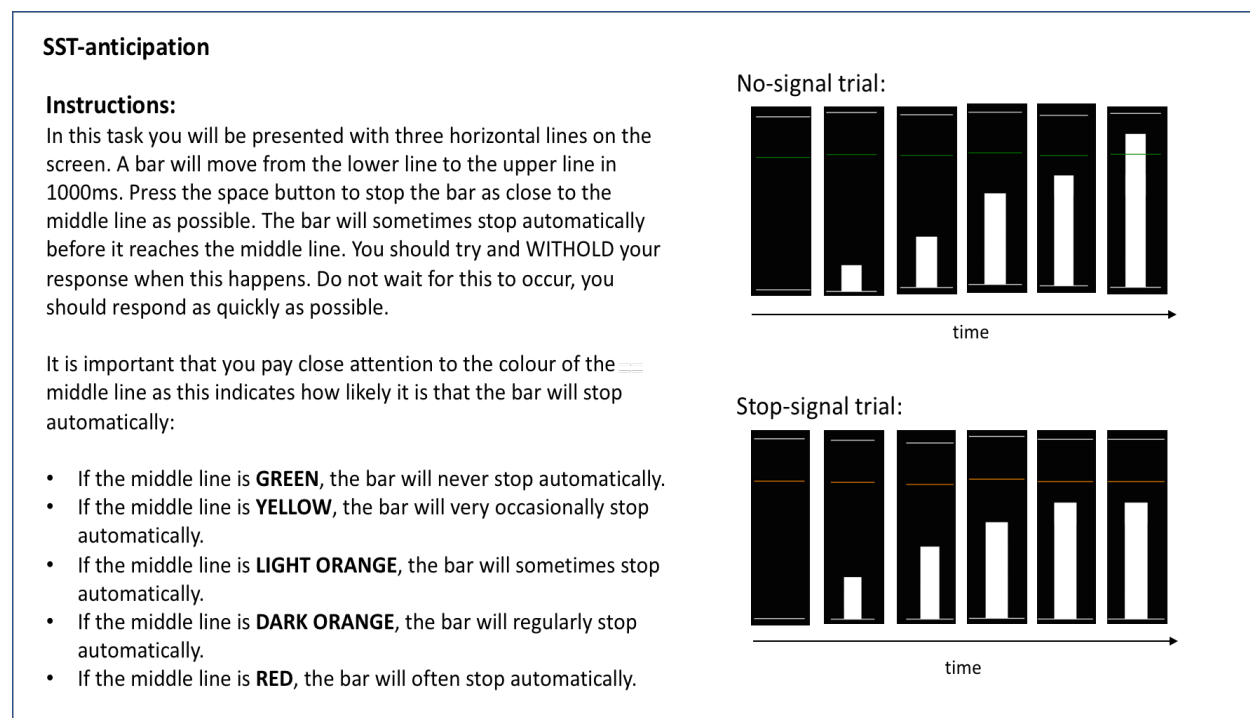 SST-anticipation
Instructions:
In this task you will be presented with three horizontal lines on the
screen. A bar will move from the lower line to the upper line in
1000ms. Press the space button to stop the bar as close to the
middle line as possible. The bar will sometimes stop automatically
before it reaches the middle line. You should try and WITHOLD your
response when this happens. Do not wait for this to occur, you
should respond as quickly as possible.
It is important that you pay close attention to the colour of the
middle line as this indicates how likely it is that the bar will stop
automatically:
• If the middle line is GREEN, the bar will never stop automatically.
• If the middle line is YELLOW, the bar will very occasionally stop
automatically.
• If the middle line is LIGHT ORANGE, the bar will sometimes stop
automatically.
• If the middle line is DARK ORANGE, the bar will regularly stop
automatically.
• If the middle line is RED, the bar will often stop automatically.
No-signal trial:
time
Stop-signal trial:
time